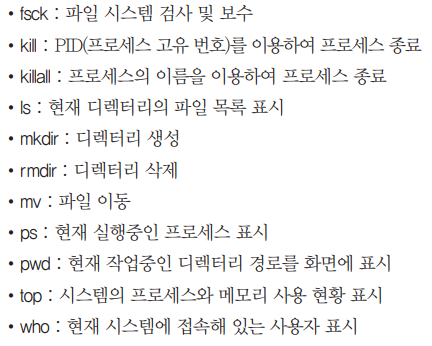 • fsck : 파일 시스템 검사 및 보수
• kill : PID(프로세스 고유 번호)를 이용하여 프로세스 종료
• killall : 프로세스의 이름을 이용하여 프로세스 종료
• ls : 현재 디렉터리의 파일 목록 표시
• mkdir : 디렉터리 생성
• rmdir : 디렉터리 삭제
• mv : 파일 이동
• ps : 현재 실행중인 프로세스 표시
• pwd : 현재 작업중인 디렉터리 경로를 화면에 표시
• top : 시스템의 프로세스와 메모리 사용 현황 표시
• who : 현재 시스템에 접속해 있는 사용자 표시